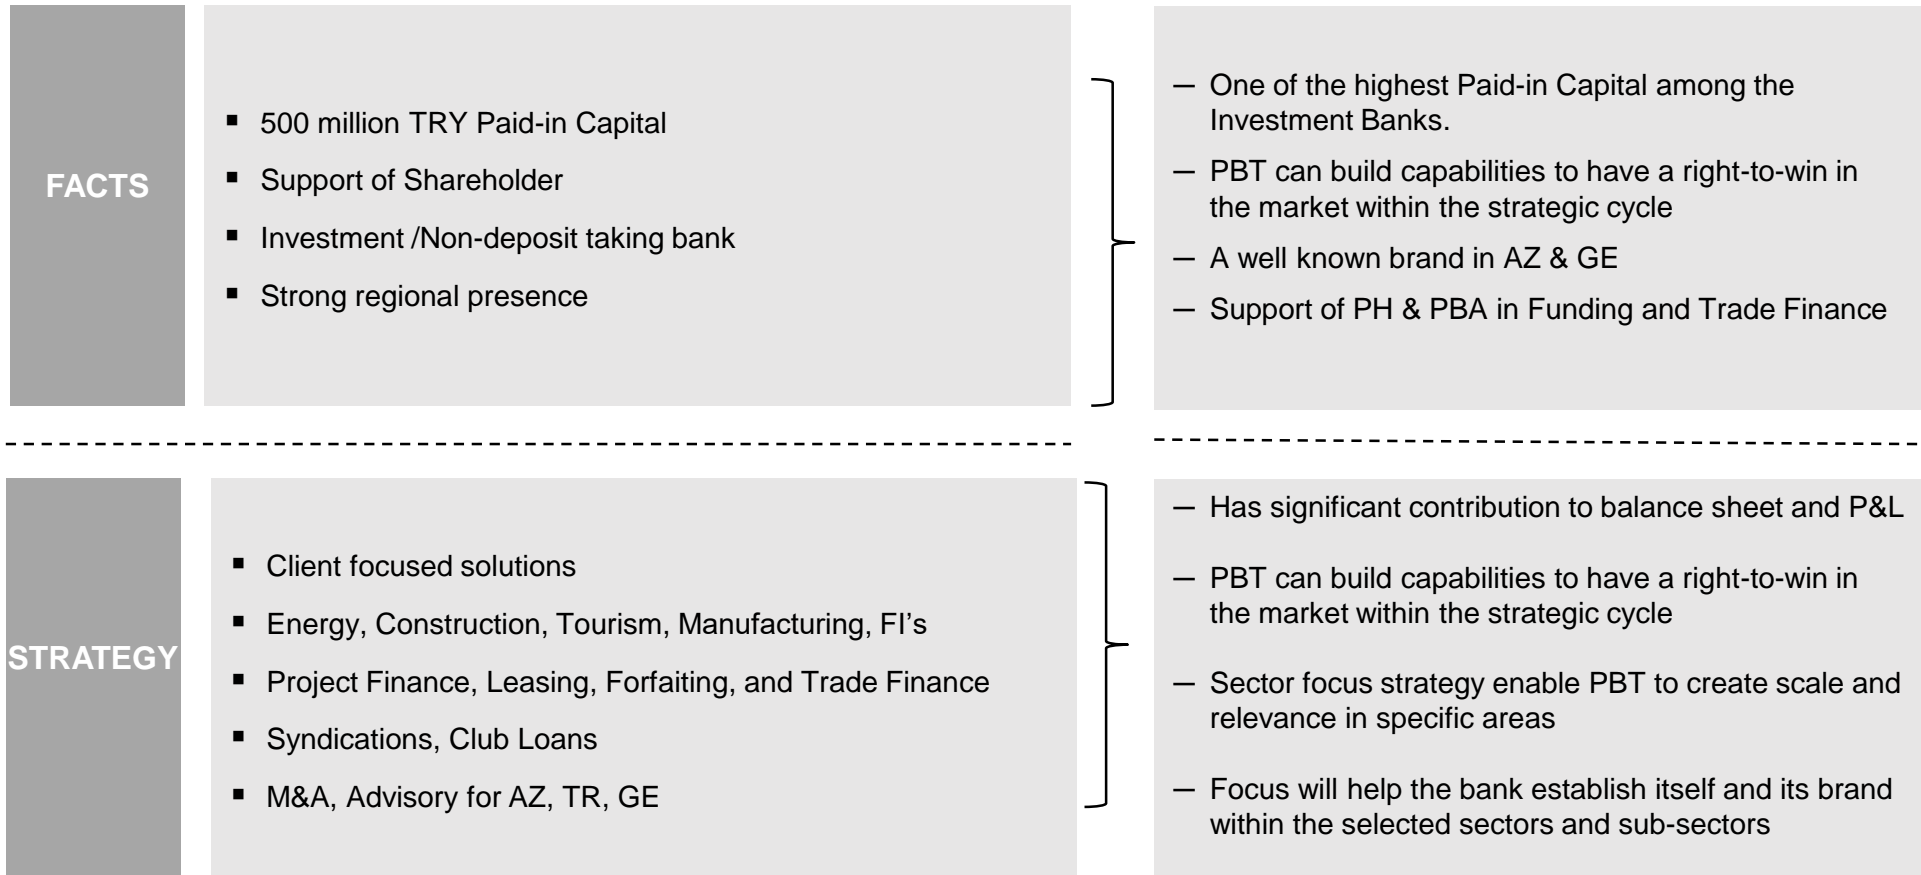 FACTS
▪ 500 million TRY Paid-in Capital
▪ Support of Shareholder
▪ Investment /Non-deposit taking bank
▪ Strong regional presence
— One of the highest Paid-in Capital among the
Investment Banks.
— PBT can build capabilities to have a right-to-win in
the market within the strategic cycle
— A well known brand in AZ & GE
— Support of PH & PBA in Funding and Trade Finance
STRATEGY
▪ Client focused solutions
▪ Energy, Construction, Tourism, Manufacturing, FI’s
▪ Project Finance, Leasing, Forfaiting, and Trade Finance
▪ Syndications, Club Loans
▪ M&A, Advisory for AZ, TR, GE
— Has significant contribution to balance sheet and P&L
— PBT can build capabilities to have a right-to-win in
the market within the strategic cycle
— Sector focus strategy enable PBT to create scale and
relevance in specific areas
— Focus will help the bank establish itself and its brand
within the selected sectors and sub-sectors